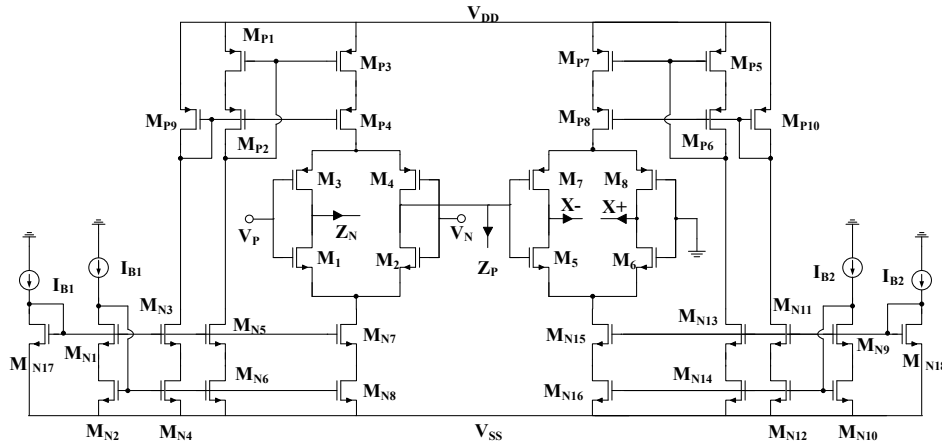 V_DD
M_P1
M_P3
M_P7
M_P5
M_P9
M_P2
M_P4
M_P8
M_P6
M_P10
M_3
M_4
M_7
M_8
V_P
Z_N
V_N
Z_P
X-
X+
M_1
M_2
M_5
M_6
I_B1
I_B1
I_B2
I_B2
M_N3
M_N5
M_N7
M_N15
M_N13
M_N11
M_N17
M_N1
M_N9
M_N18
M_N6
M_N8
M_N16
M_N14
M_N2
M_N4
V_SS
M_N12
M_N10